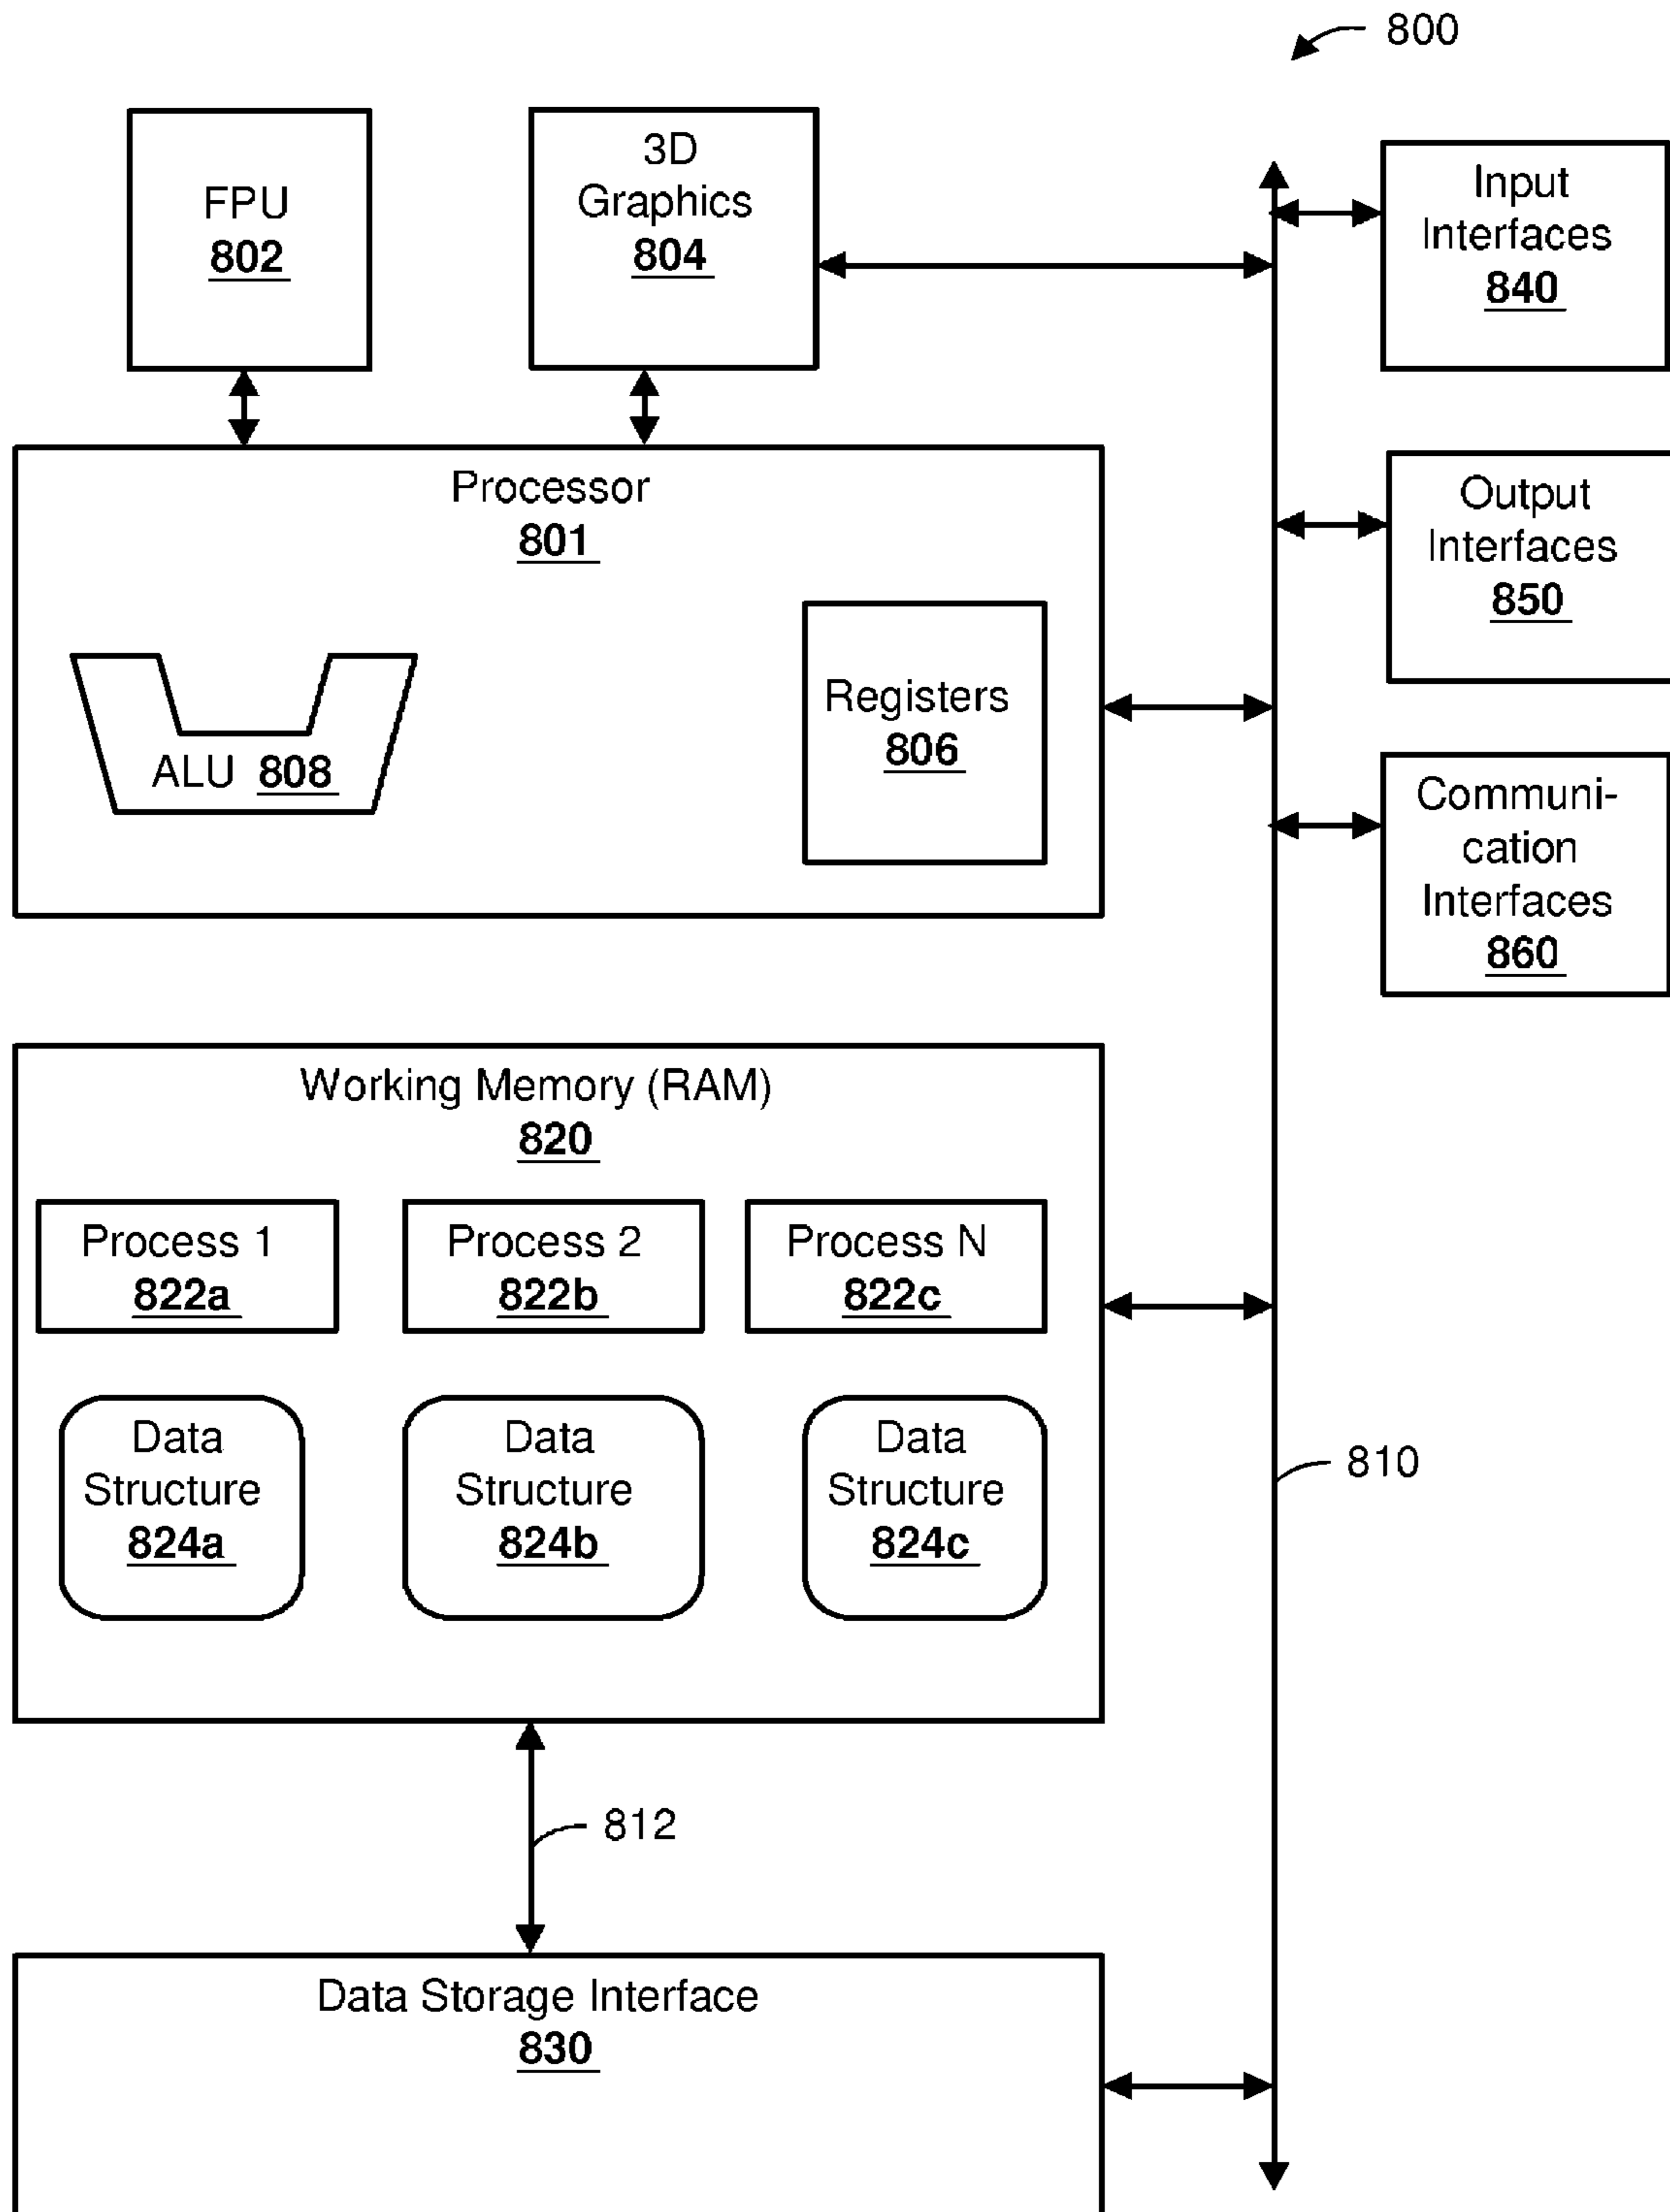 800
FPU
802
3D
Graphics
804
Input
Interfaces
840
Processor
801
Output
Interfaces
850
Registers
806
ALU 808
Communi-
cation
Interfaces
860
Working Memory (RAM)
820
Process 1
822a
Process 2
822b
Process N
822c
Data
Structure
824a
Data
Structure
824b
Data
Structure
824c
810
812
Data Storage Interface
830